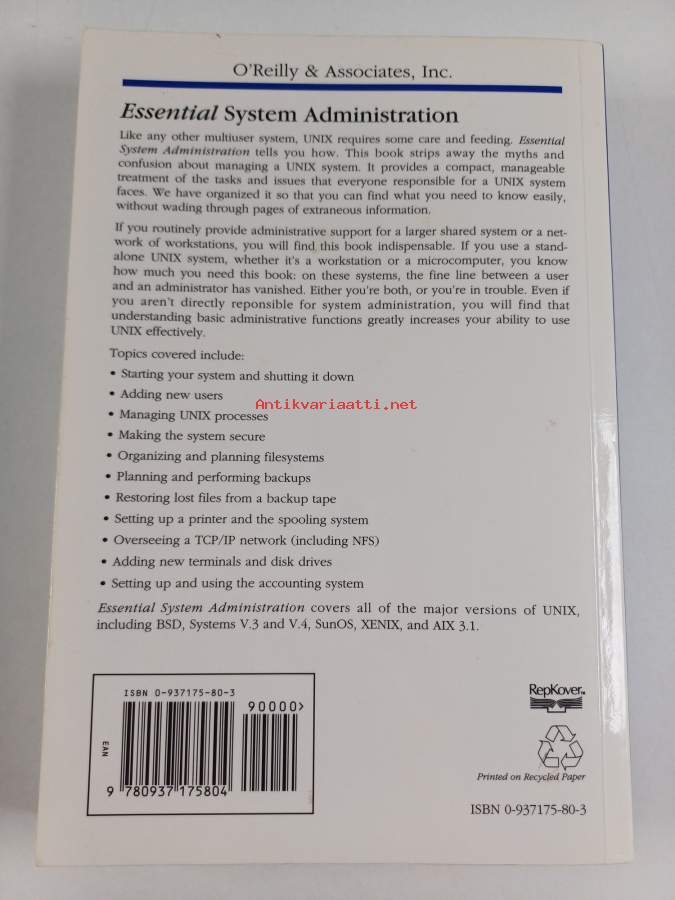 O'Reilly & Associates, Inc.
Essential System Administration
Like any other multiuser system, UNIX requires some care and feeding. Essential
System Administration tells you how. This book strips away the myths and
confusion about managing a UNIX system. It provides a compact, manageable
treatment of the tasks and issues that everyone responsible for a UNIX system
faces. We have organized it so that you can find what you need to know easily,
without wading through pages of extraneous information.
If you routinely provide administrative support for a larger shared system or a net-
work of workstations, you will find this book indispensable. If you use a stand-
alone UNIX system, whether it's a workstation or a microcomputer, you know
how much you need this book: on these systems, the fine line between a user
and an administrator has vanished. Either you're both, or you're in trouble. Even if
you aren't directly reponsible for system administration, you will find that
understanding basic administrative functions greatly increases your ability to use
UNIX effectively.
Topics covered include:
• Starting your system and shutting it down
• Adding new users
Antikvariaatti.net
• Managing UNIX processes
• Making the system secure
• Organizing and planning filesystems
• Planning and performing backups
• Restoring lost files from a backup tape
• Setting up a printer and the spooling system
• Overseeing a TCP/IP network (including NFS)
• Adding new terminals and disk drives
• Setting up and using the accounting system
Essential System Administration covers all of the major versions of UNIX,
including BSD, Systems V.3 and V.4, SunOS, XENIX, and AIX 3.1.
ISBN 0-937175-80-3
90000>
EAN
9 780937 175804
RepKover
Printed on Recycled Paper
ISBN 0-937175-80-3